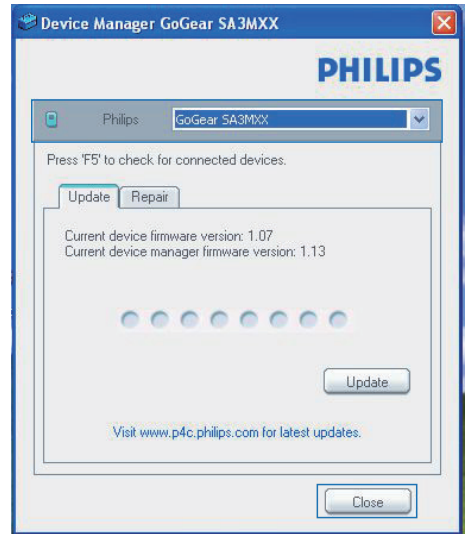 Device Manager GoGear SA3MXX
PHILIPS
Philips GoGear SA3MXX
Press 'F5' to check for connected devices.
Update Repair
Current device firmware version: 1.07
Current device manager firmware version: 1.13
Update
Visit www.p4c.philips.com for latest updates.
Close